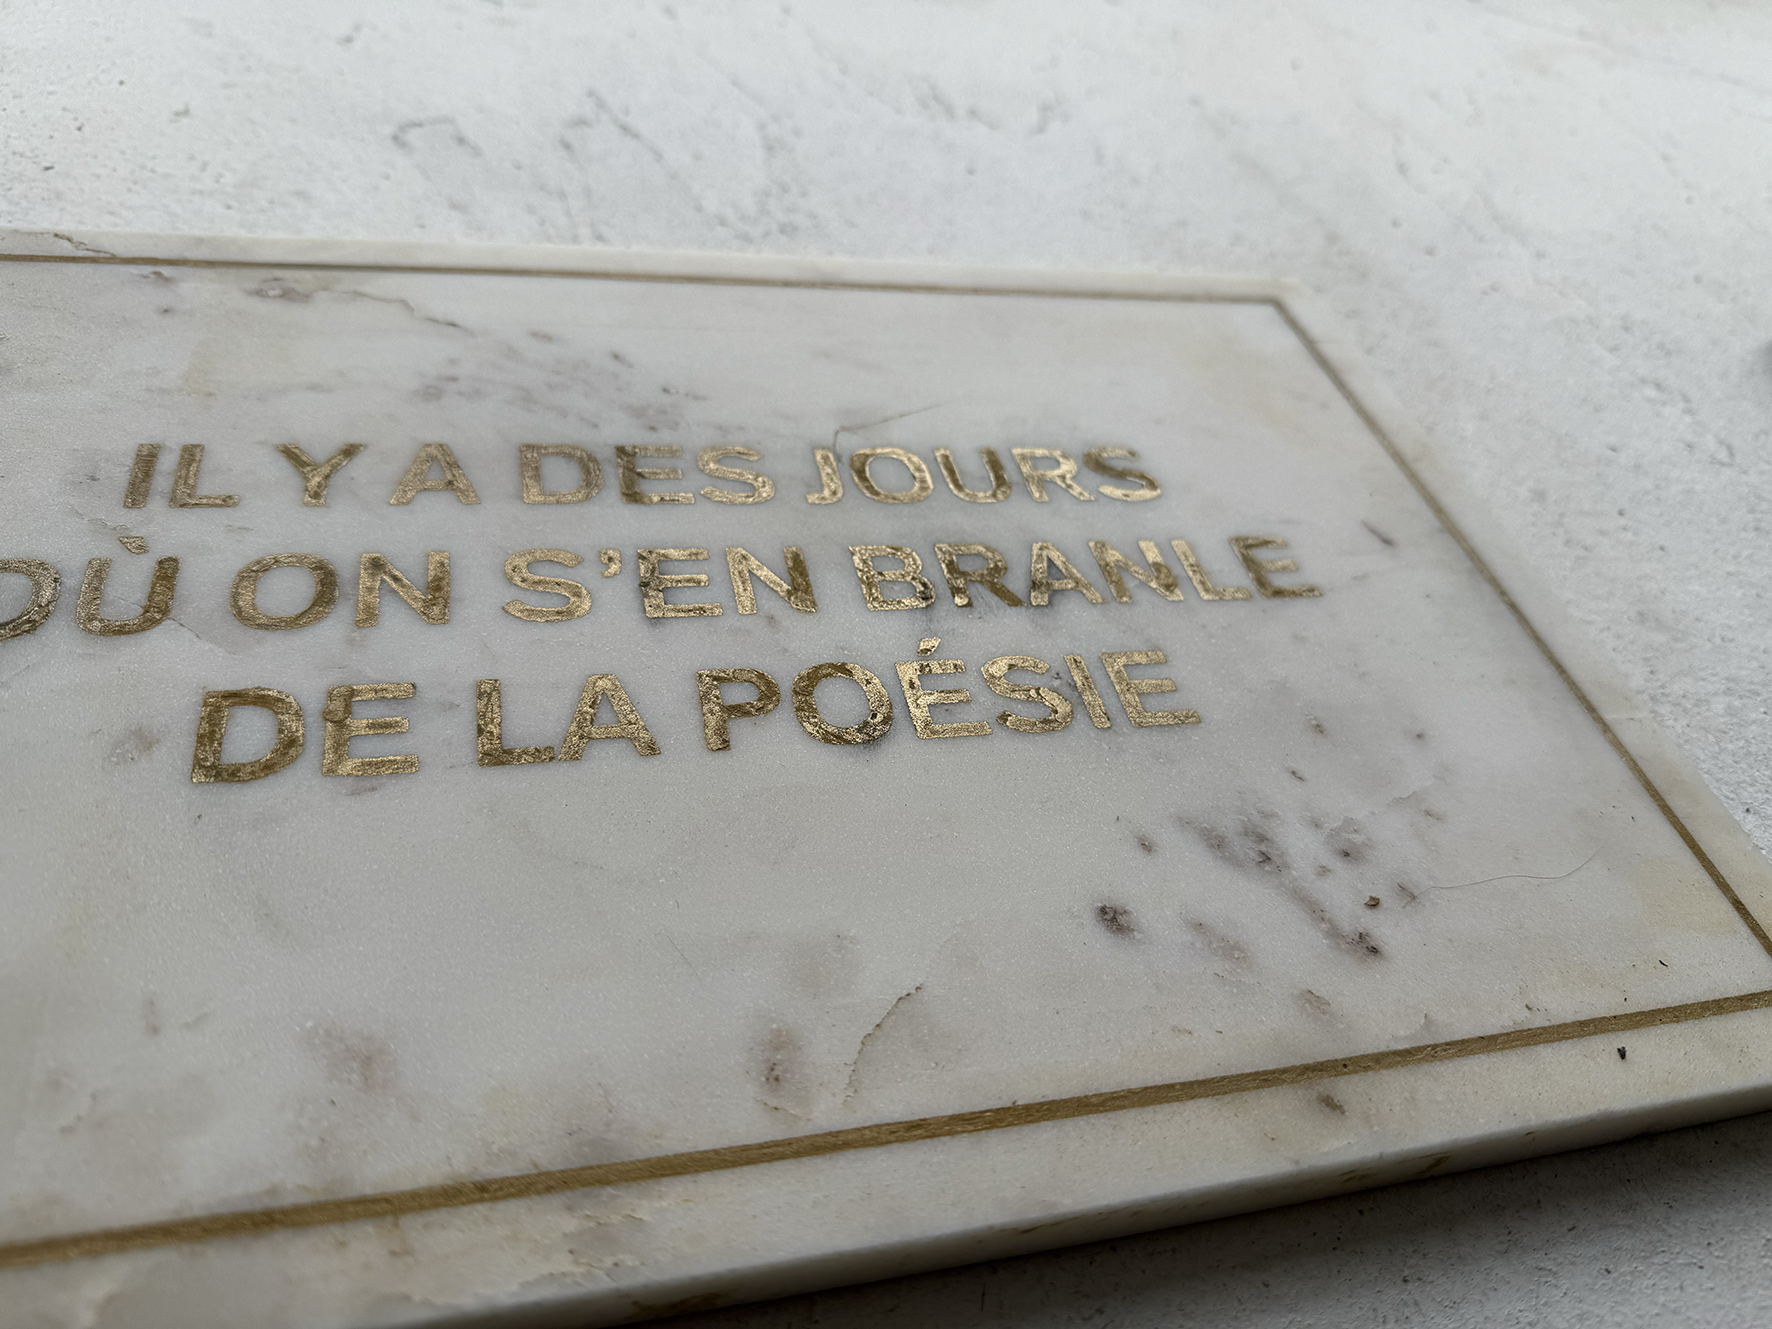 IL Y A DES JOURS
OÙ ON S’EN BRANLE
DE LA POÉSIE